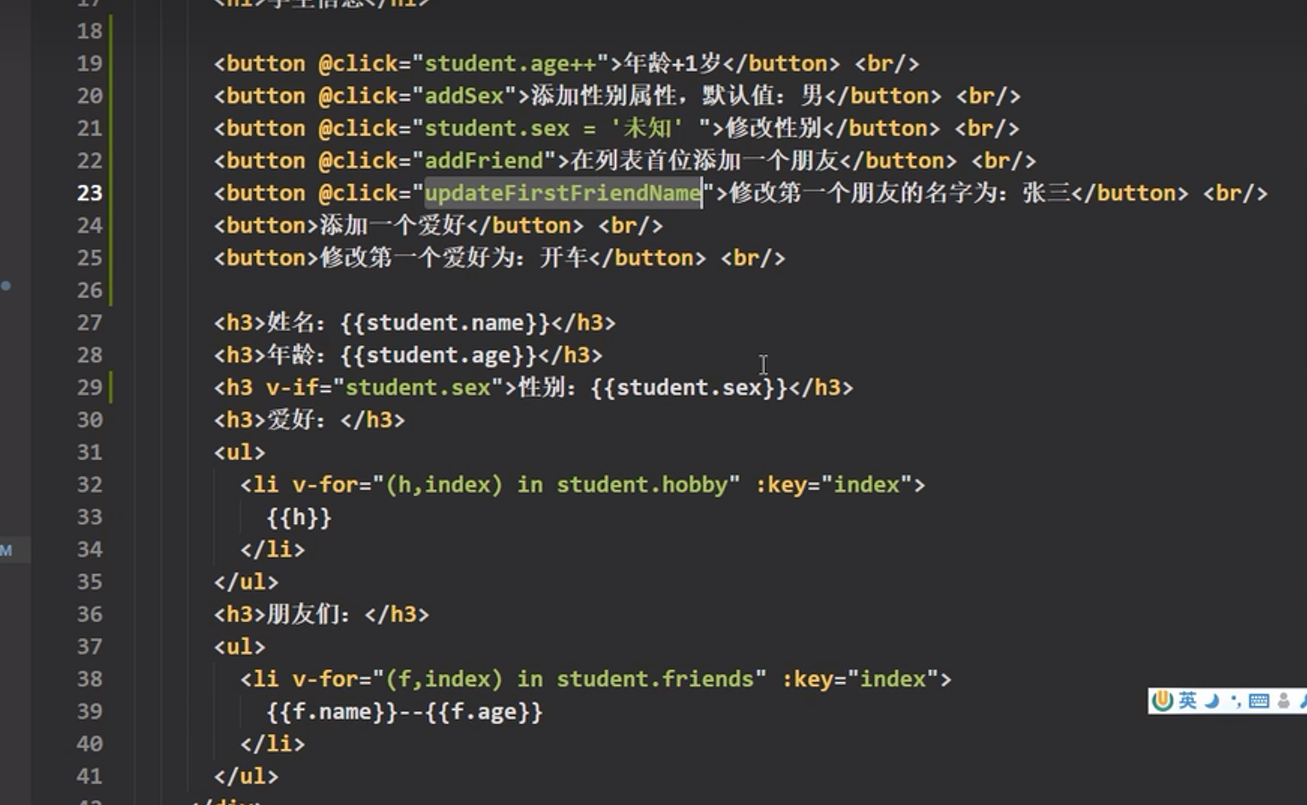 18
19 <button @click="student.age++">年龄+1岁</button> <br/>
20 <button @click="addSex">添加性别属性，默认值：男</button> <br/>
21 <button @click="student.sex = '未知' ">修改性别</button> <br/>
22 <button @click="addFriend">在列表首位添加一个朋友</button> <br/>
23 <button @click="updateFirstFriendName">修改第一个朋友的名字为：张三</button> <br/>
24 <button>添加一个爱好</button> <br/>
25 <button>修改第一个爱好为：开车</button> <br/>
26
27 <h3>姓名：{{student.name}}</h3>
28 <h3>年龄：{{student.age}}</h3>
29 <h3 v-if="student.sex">性别：{{student.sex}}</h3>
30 <h3>爱好：</h3>
31 <ul>
32 <li v-for="(h,index) in student.hobby" :key="index">
33 {{h}}
34 </li>
35 </ul>
36 <h3>朋友们：</h3>
37 <ul>
38 <li v-for="(f,index) in student.friends" :key="index">
39 {{f.name}}--{{f.age}}
40 </li>
41 </ul>
M
英